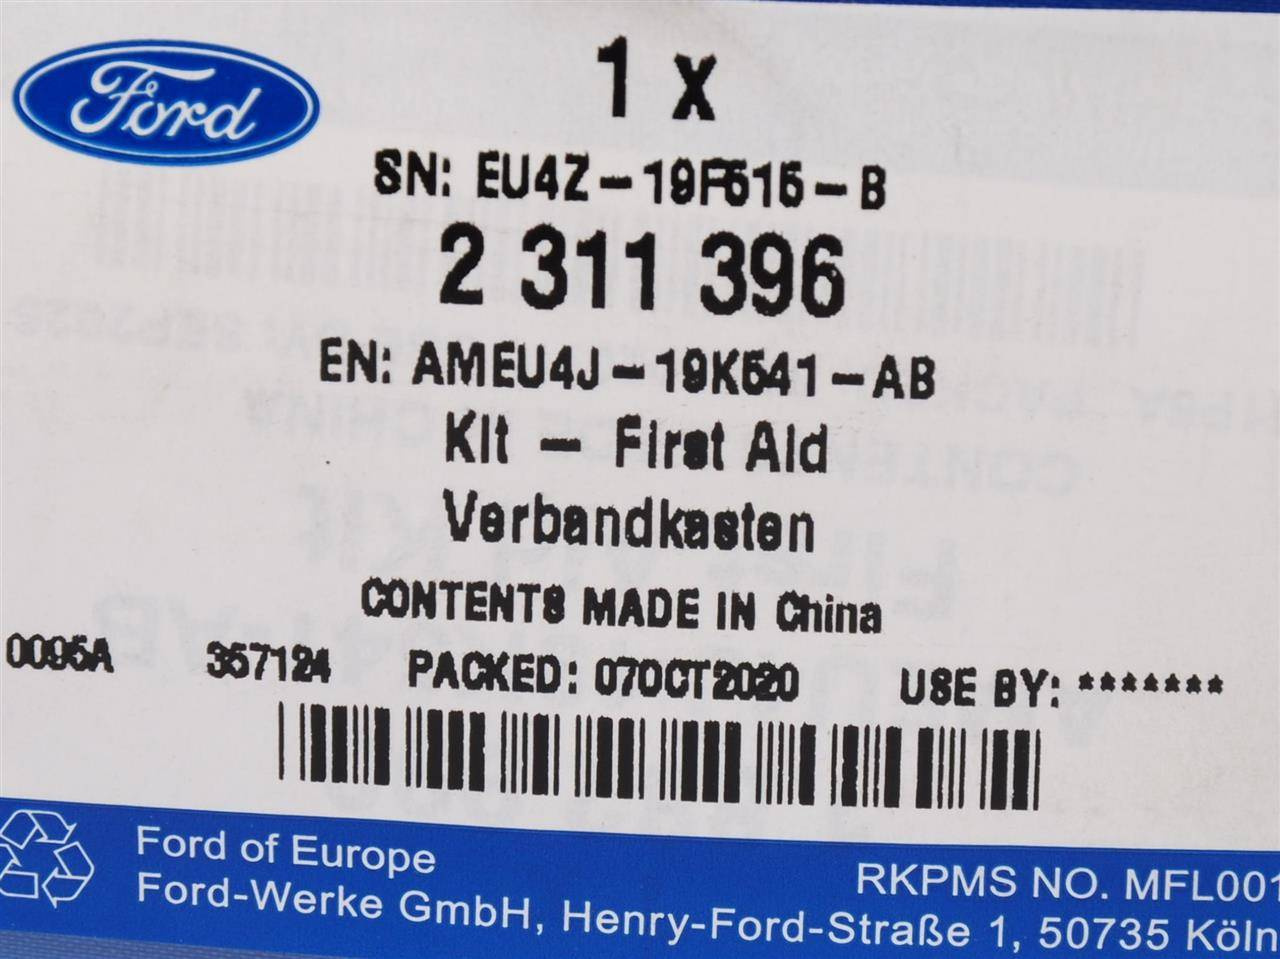 Ford
1 x
SN: EU4Z-19F515-B
2 311 396
EN: AMEU4J-19K541-AB
Kit - First Aid
Verbandkasten
CONTENTS MADE IN China
0095A 357124 PACKED: 07OCT2020 USE BY: *******
Ford of Europe
RKPMS NO. MFL001
Ford-Werke GmbH, Henry-Ford-Straße 1, 50735 Köln